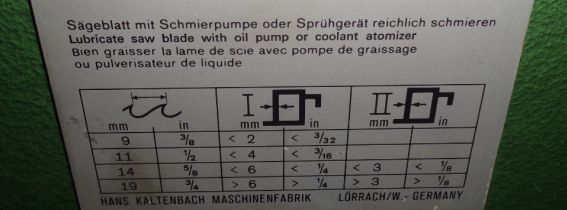 Sägeblatt mit Schmierpumpe oder Sprühgerät reichlich schmieren
Lubricate saw blade with oil pump or coolant atomizer
Bien graisser la lame de scie avec pompe de graissage
ou pulverisateur de liquide
I II
mm in mm in mm in
9 3/8 < 2 < 3/32
11 1/2 < 4 < 3/16
14 5/8 < 6 < 1/4 < 3 < 1/8
19 3/4 > 6 > 1/4 > 3 > 1/8
HANS KALTENBACH MASCHINENFABRIK LÖRRACH/W.- GERMANY